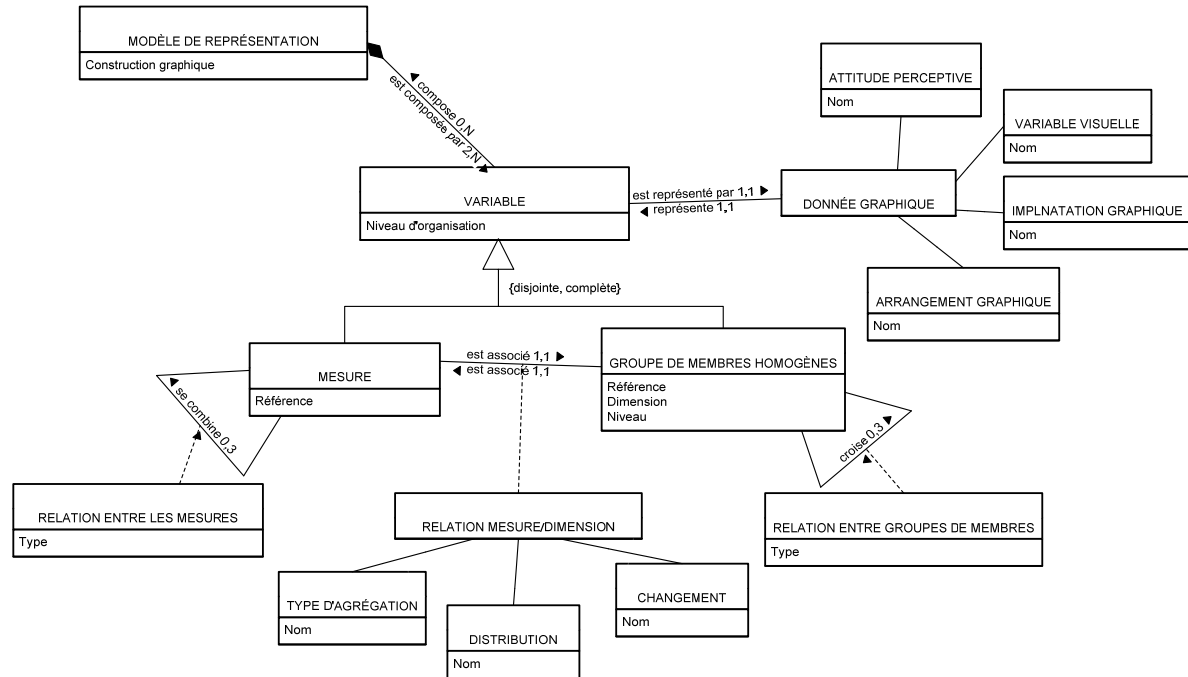 MODÈLE DE REPRÉSENTATION
Construction graphique
compose 0,N
est composée par 2,N
ATTITUDE PERCEPTIVE
Nom
VARIABLE VISUELLE
Nom
VARIABLE
Niveau d'organisation
est représenté par 1,1
représente 1,1
DONNÉE GRAPHIQUE
IMPLNATATION GRAPHIQUE
Nom
ARRANGEMENT GRAPHIQUE
Nom
{disjointe, complète}
MESURE
Référence
est associé 1,1
est associé 1,1
GROUPE DE MEMBRES HOMOGÈNES
Référence
Dimension
Niveau
se combine 0,3
croise 0,3
RELATION ENTRE LES MESURES
Type
RELATION MESURE/DIMENSION
RELATION ENTRE GROUPES DE MEMBRES
Type
TYPE D'AGRÉGATION
Nom
DISTRIBUTION
Nom
CHANGEMENT
Nom